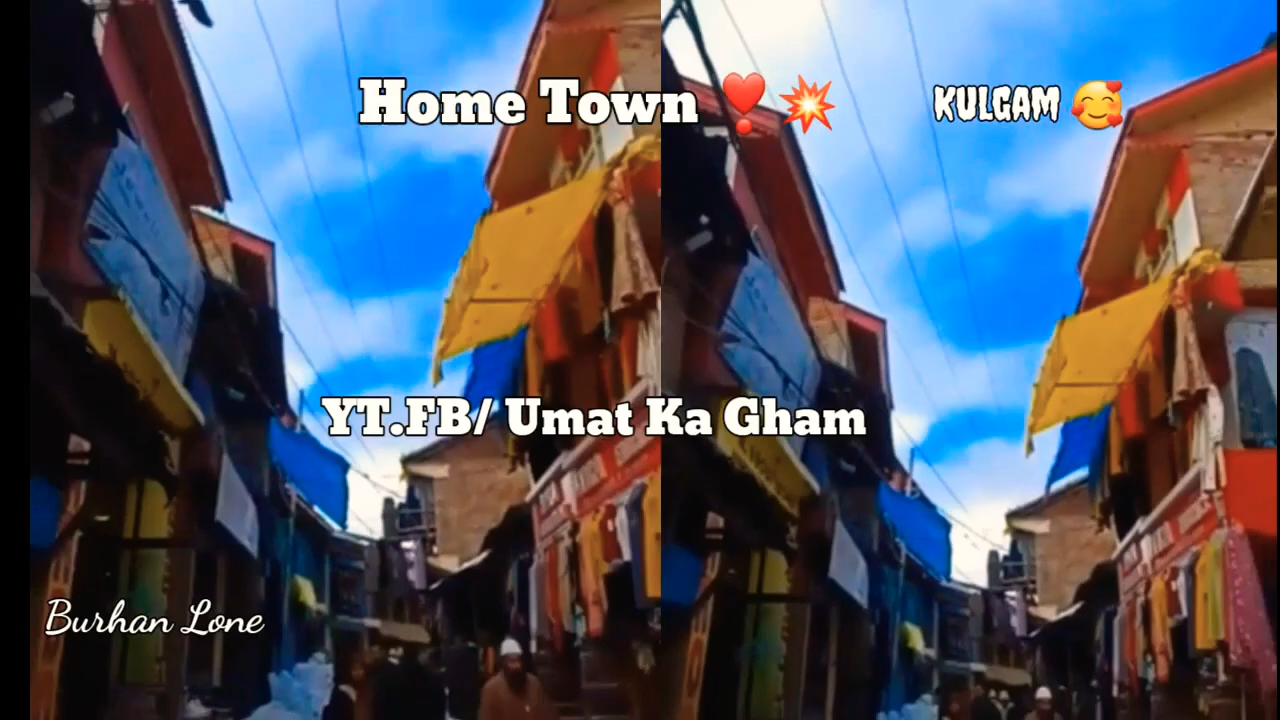 Home Town ❣️💥
KULGAM 🥰
YT.FB/ Umat Ka Gham
Burhan Lone